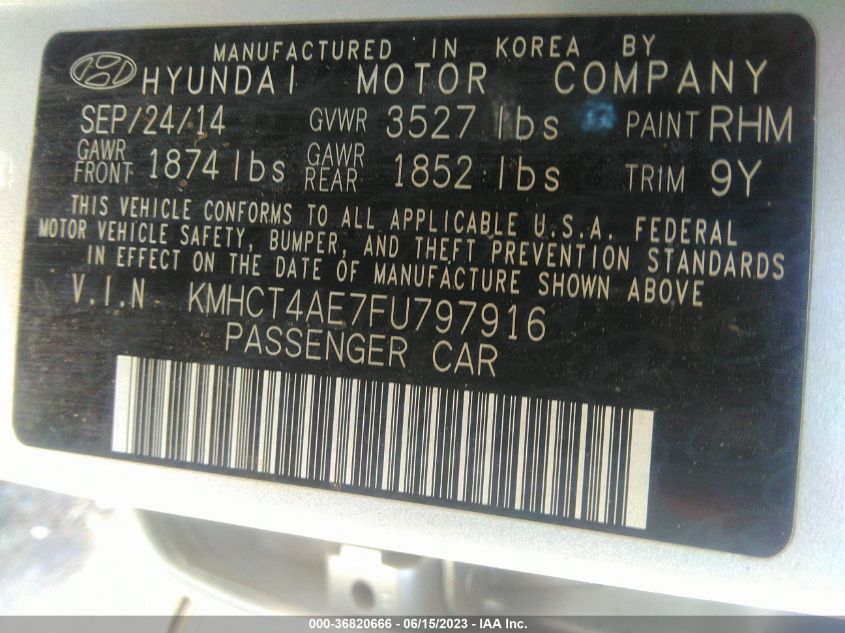 MANUFACTURED IN KOREA BY
HYUNDAI MOTOR COMPANY
SEP/24/14 GVWR 3527 lbs PAINT RHM
GAWR FRONT 1874 lbs GAWR REAR 1852 lbs TRIM 9Y
THIS VEHICLE CONFORMS TO ALL APPLICABLE U.S.A. FEDERAL
MOTOR VEHICLE SAFETY, BUMPER, AND THEFT PREVENTION STANDARDS
IN EFFECT ON THE DATE OF MANUFACTURE SHOWN ABOVE
V.I.N KMHCT4AE7FU797916
PASSENGER CAR
000-36820666 - 06/15/2023 - IAA Inc.